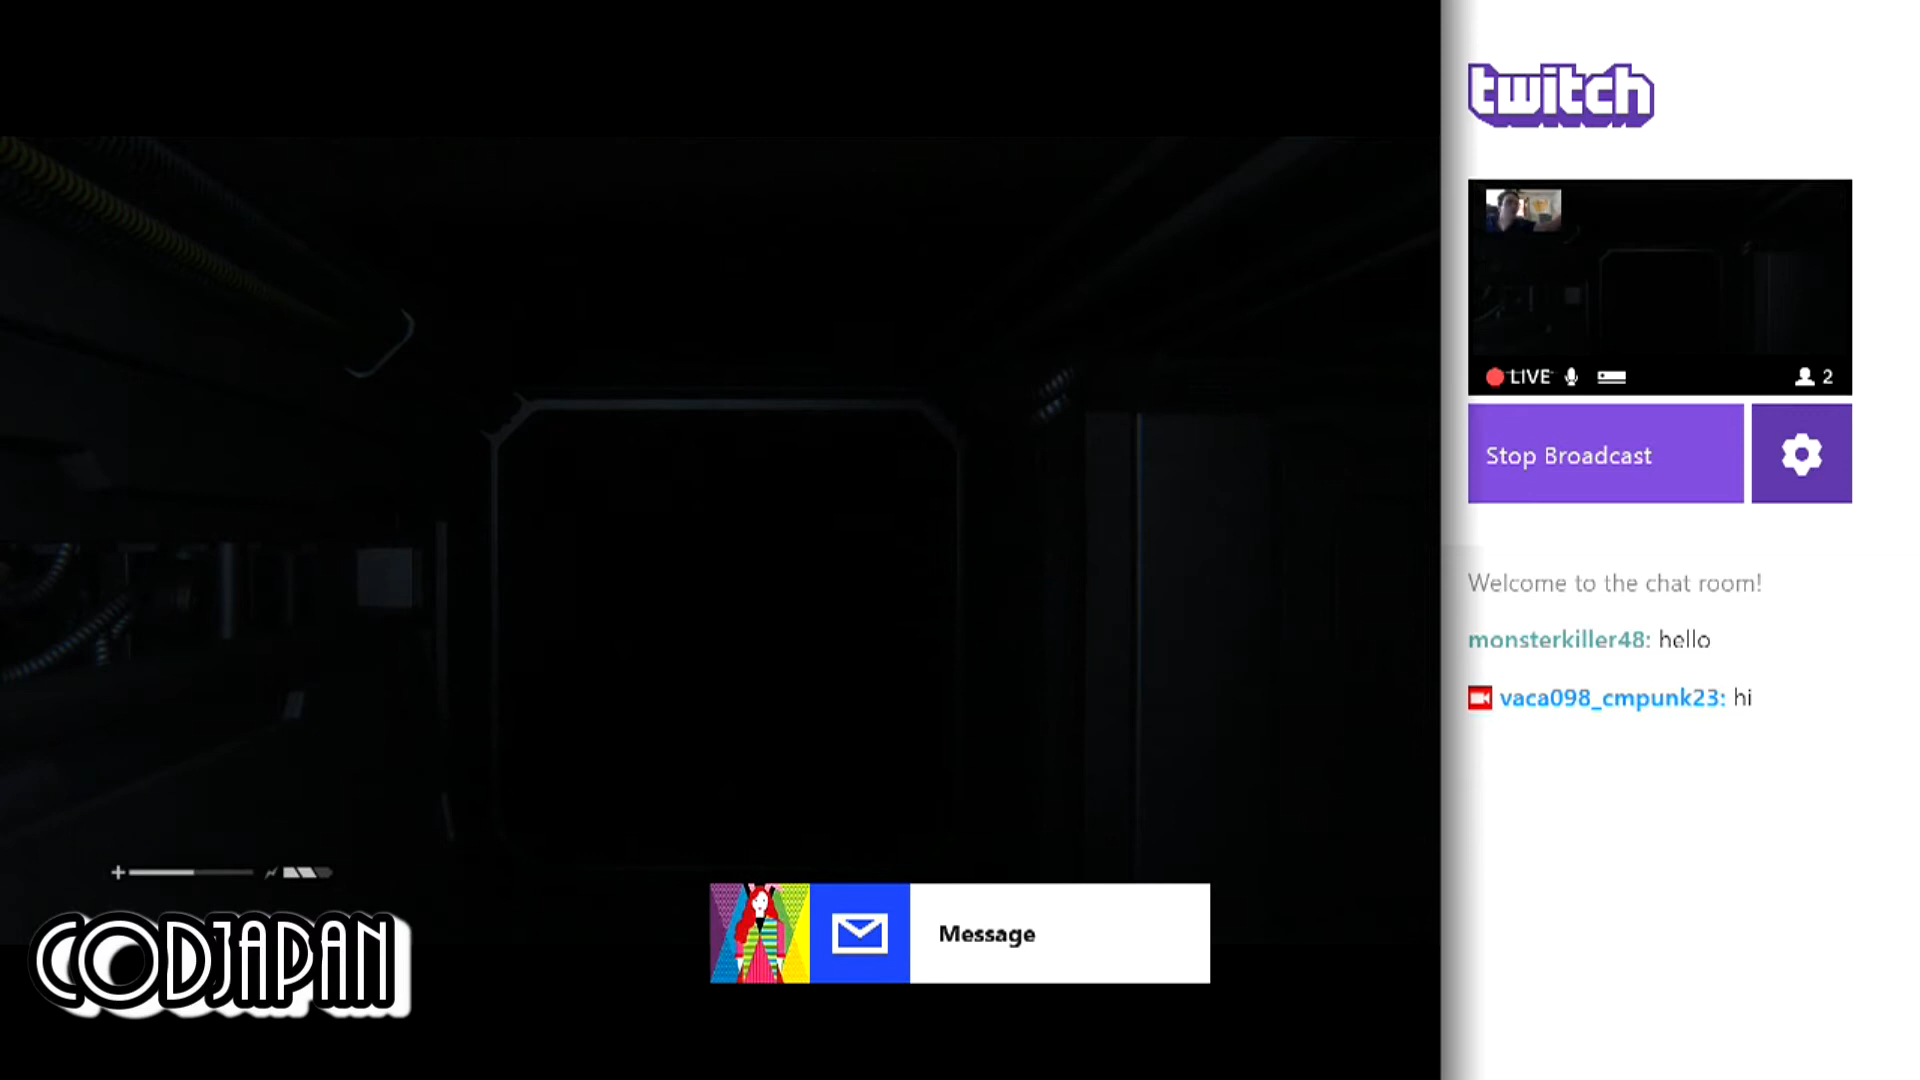 twitch
LIVE 2
Stop Broadcast
Welcome to the chat room!
monsterkiller48: hello
vaca098_cmpunk23: hi
Message
CODJAPAN